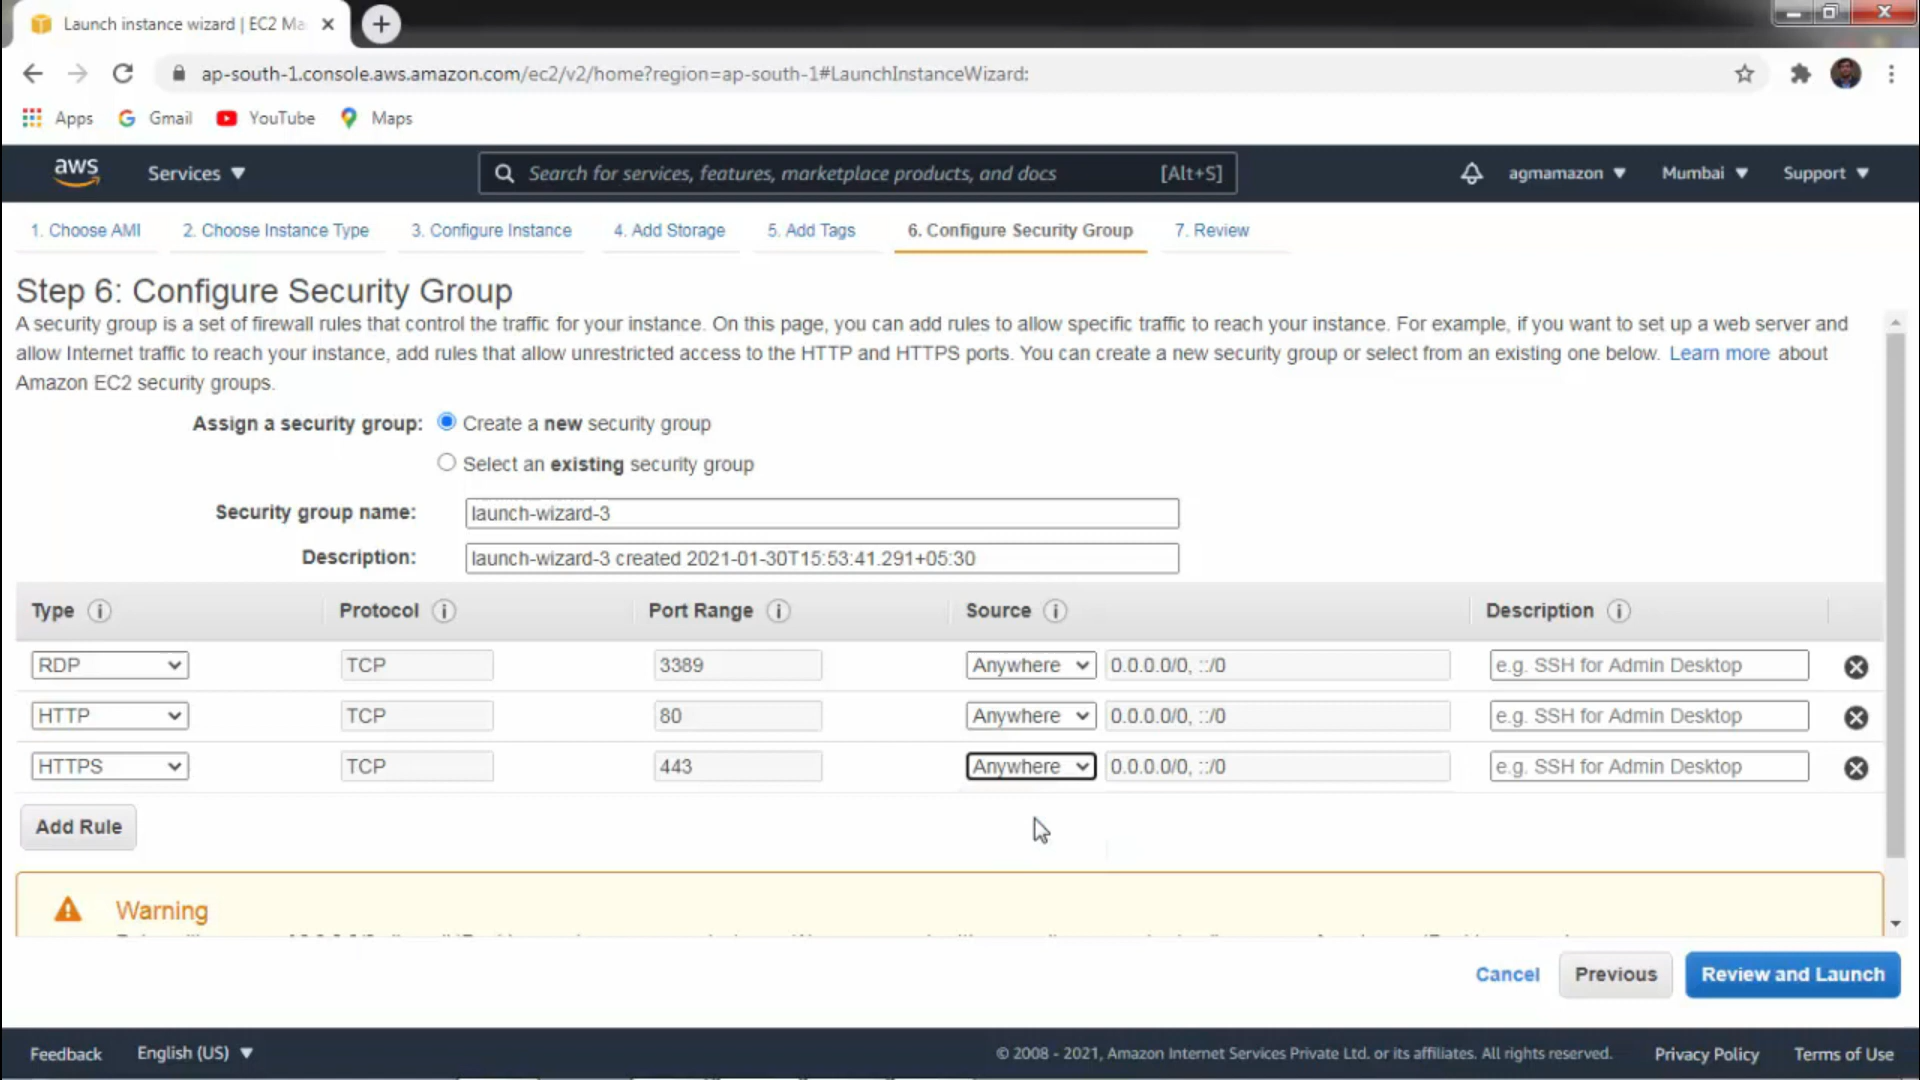 Launch instance wizard | EC2 Ma
ap-south-1.console.aws.amazon.com/ec2/v2/home?region=ap-south-1#LaunchInstanceWizard:
Apps Gmail YouTube Maps
aws Services Search for services, features, marketplace products, and docs [Alt+S] agmamazon Mumbai Support
1. Choose AMI 2. Choose Instance Type 3. Configure Instance 4. Add Storage 5. Add Tags 6. Configure Security Group 7. Review
Step 6: Configure Security Group
A security group is a set of firewall rules that control the traffic for your instance. On this page, you can add rules to allow specific traffic to reach your instance. For example, if you want to set up a web server and
allow Internet traffic to reach your instance, add rules that allow unrestricted access to the HTTP and HTTPS ports. You can create a new security group or select from an existing one below. Learn more about
Amazon EC2 security groups.
Assign a security group: Create a new security group
Select an existing security group
Security group name: launch-wizard-3
Description: launch-wizard-3 created 2021-01-30T15:53:41.291+05:30
Type i Protocol i Port Range i Source i Description i
RDP TCP 3389 Anywhere 0.0.0.0/0, ::/0 e.g. SSH for Admin Desktop
HTTP TCP 80 Anywhere 0.0.0.0/0, ::/0 e.g. SSH for Admin Desktop
HTTPS TCP 443 Anywhere 0.0.0.0/0, ::/0 e.g. SSH for Admin Desktop
Add Rule
Warning
Cancel Previous Review and Launch
Feedback English (US) © 2008 - 2021, Amazon Internet Services Private Ltd. or its affiliates. All rights reserved. Privacy Policy Terms of Use